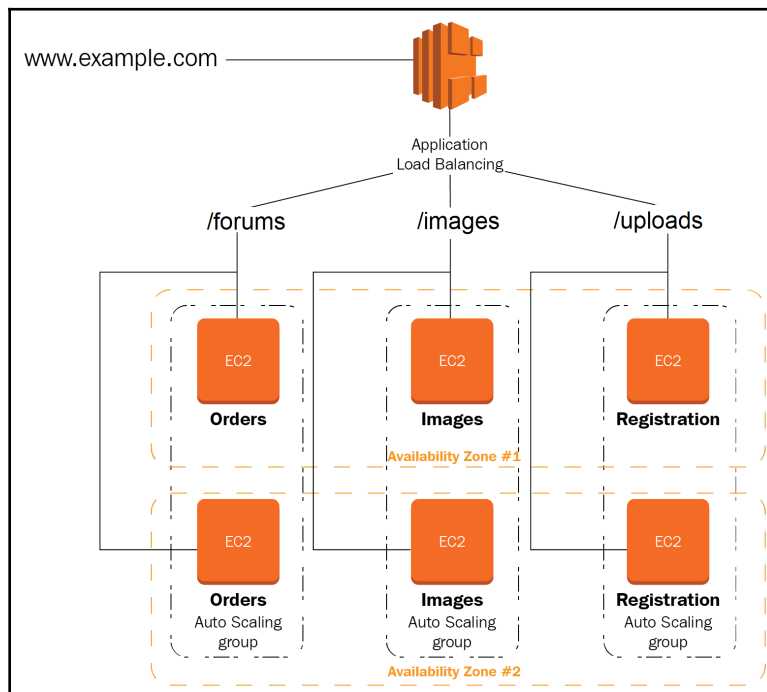 www.example.com
Application
Load Balancing
/forums
/images
/uploads
EC2
EC2
EC2
Orders
Images
Registration
Availability Zone #1
EC2
EC2
EC2
Orders
Images
Registration
Auto Scaling
group
Auto Scaling
group
Auto Scaling
group
Availability Zone #2